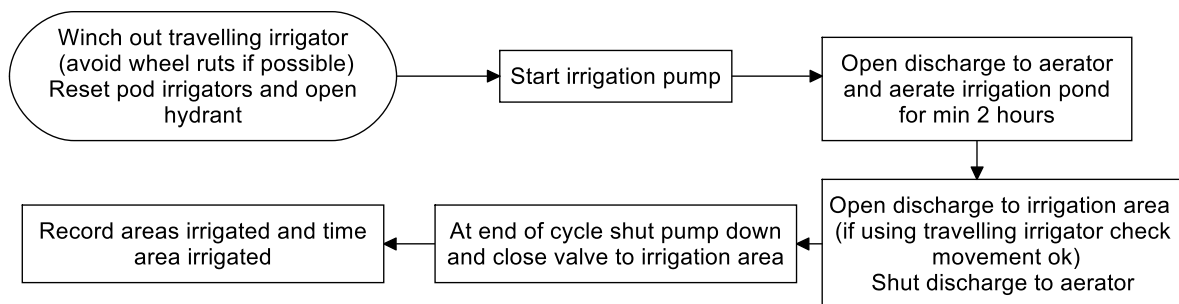 Winch out travelling irrigator
(avoid wheel ruts if possible)
Reset pod irrigators and open
hydrant
Start irrigation pump
Open discharge to aerator
and aerate irrigation pond
for min 2 hours
Open discharge to irrigation area
(if using travelling irrigator check
movement ok)
Shut discharge to aerator
At end of cycle shut pump down
and close valve to irrigation area
Record areas irrigated and time
area irrigated